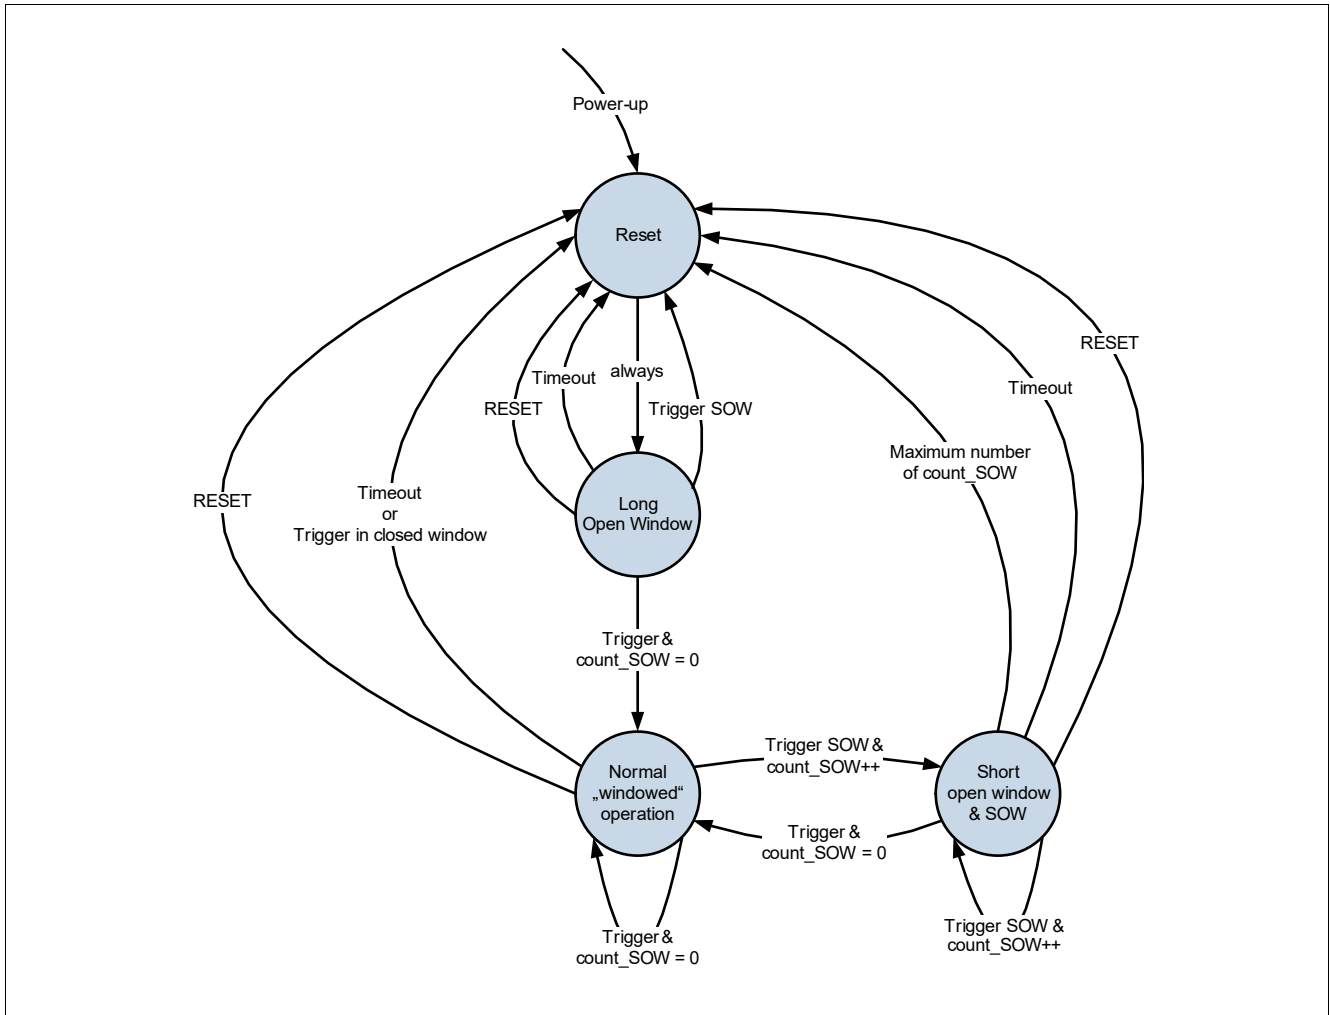 Power-up
Reset
RESET
Timeout
always
Timeout
RESET
Trigger SOW
Maximum number
of count_SOW
RESET
Timeout
or
Trigger in closed window
Long
Open Window
Trigger &
count_SOW = 0
Normal
„windowed“
operation
Trigger SOW &
count_SOW++
Short
open window
& SOW
Trigger &
count_SOW = 0
Trigger &
count_SOW = 0
Trigger SOW &
count_SOW++